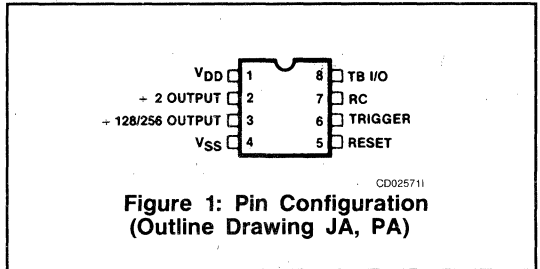 VDD 1 8 TB I/O
÷ 2 OUTPUT 2 7 RC
÷ 128/256 OUTPUT 3 6 TRIGGER
VSS 4 5 RESET
CD02571I
Figure 1: Pin Configuration
(Outline Drawing JA, PA)